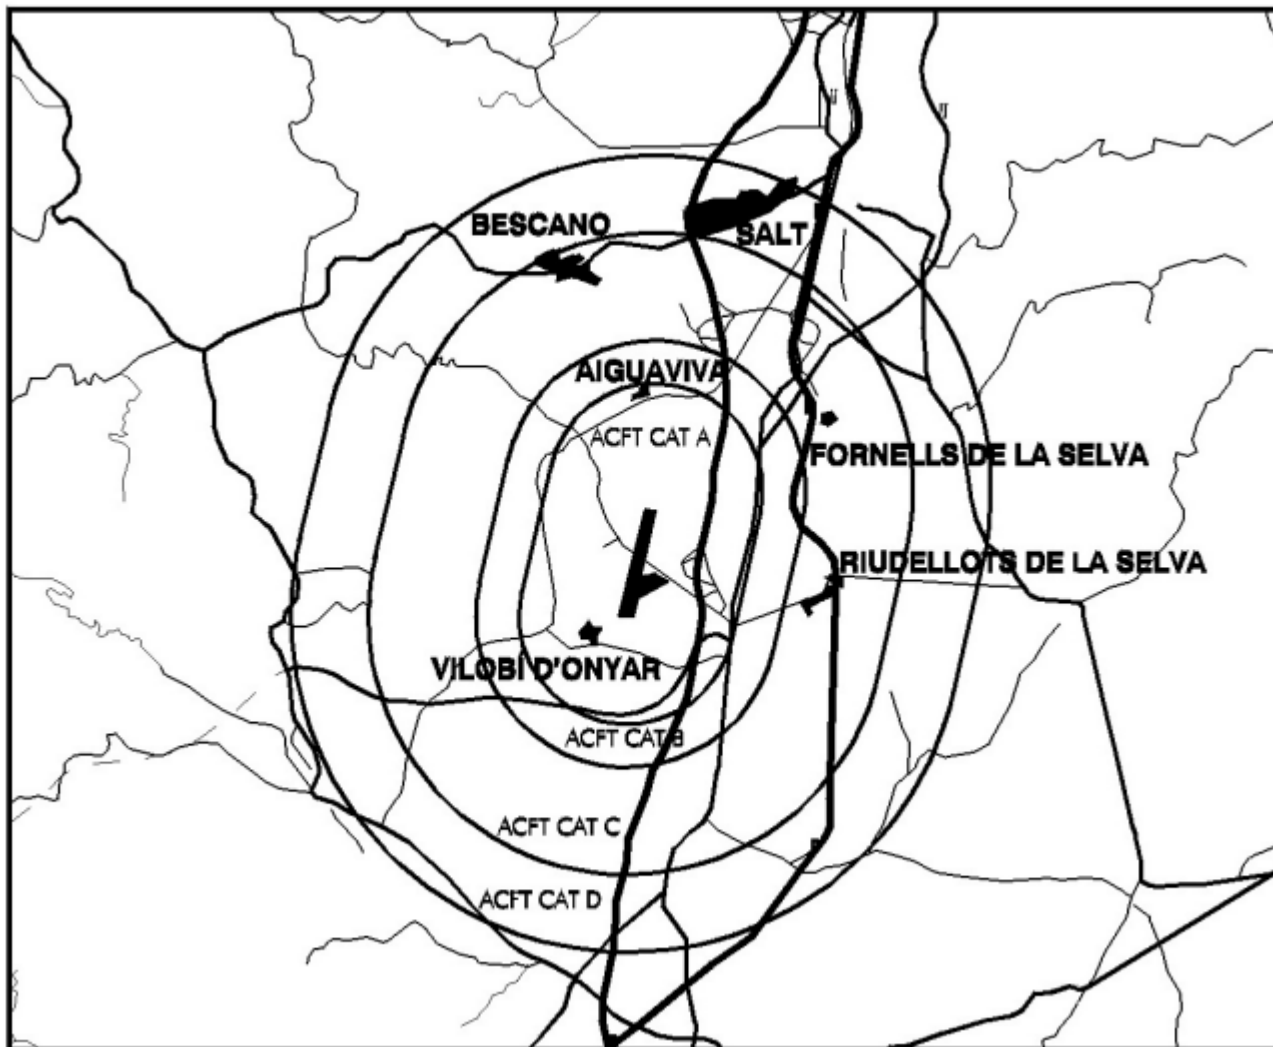 BESCANO
SALT
AIGUAVIVA
ACFT CAT A
FORNELLS DE LA SELVA
RIUDELLOTS DE LA SELVA
VILOBÍ D'ONYAR
ACFT CAT B
ACFT CAT C
ACFT CAT D